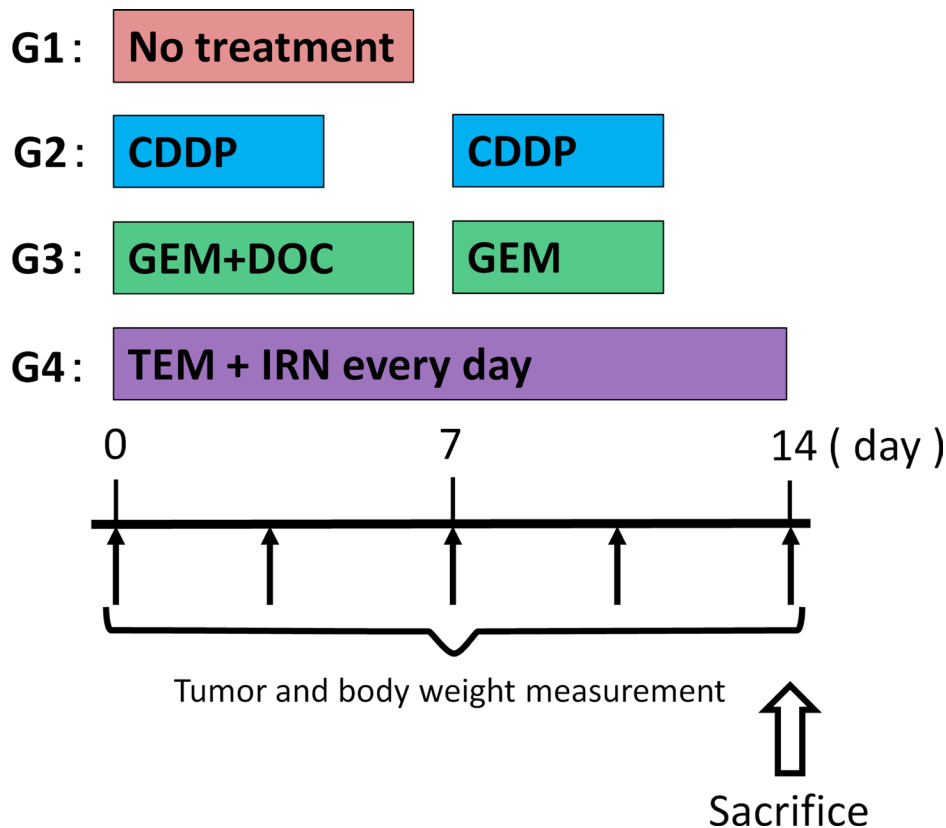 G1: No treatment
G2: CDDP CDDP
G3: GEM+DOC GEM
G4: TEM + IRN every day
0 7 14 ( day )
Tumor and body weight measurement
Sacrifice